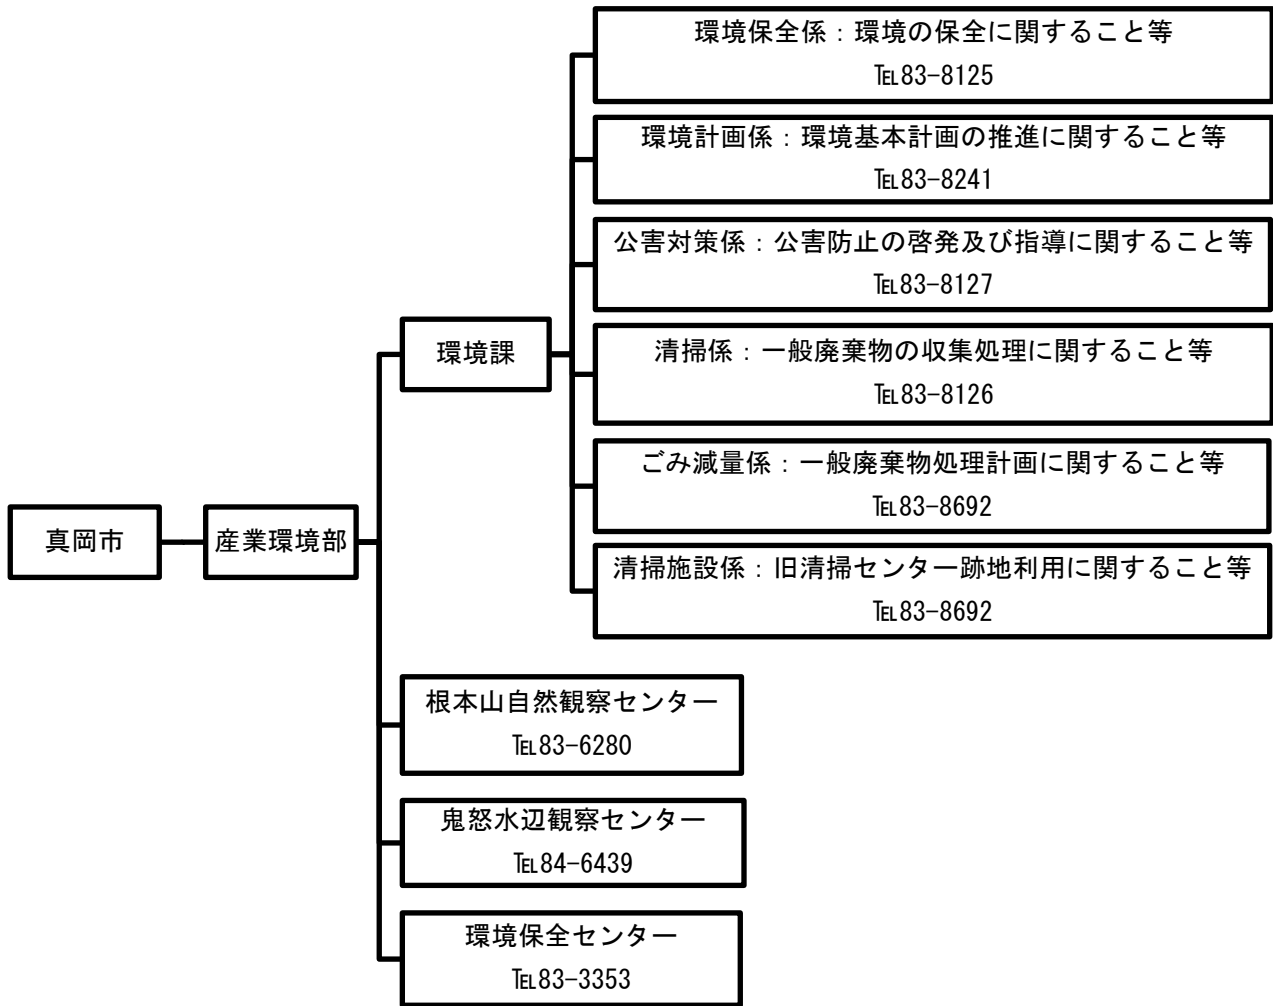 環境保全係：環境の保全に関すること等
℡83-8125
環境計画係：環境基本計画の推進に関すること等
℡83-8241
公害対策係：公害防止の啓発及び指導に関すること等
℡83-8127
環境課
清掃係：一般廃棄物の収集処理に関すること等
℡83-8126
ごみ減量係：一般廃棄物処理計画に関すること等
℡83-8692
真岡市
産業環境部
清掃施設係：旧清掃センター跡地利用に関すること等
℡83-8692
根本山自然観察センター
℡83-6280
鬼怒水辺観察センター
℡84-6439
環境保全センター
℡83-3353